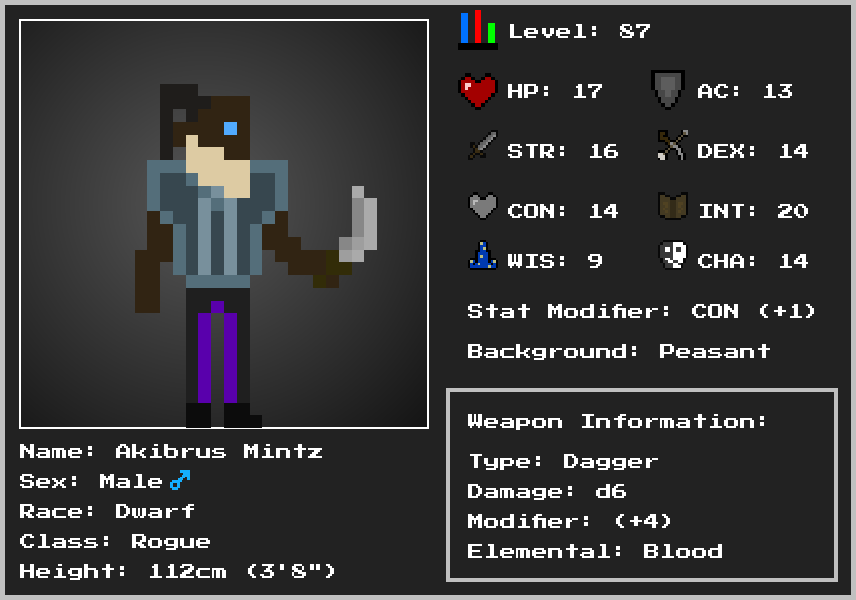 Level: 87
HP: 17 AC: 13
STR: 16 DEX: 14
CON: 14 INT: 20
WIS: 9 CHA: 14
Stat Modifier: CON (+1)
Background: Peasant
Weapon Information:
Type: Dagger
Damage: d6
Modifier: (+4)
Elemental: Blood
Name: Akibrus Mintz
Sex: Male♂
Race: Dwarf
Class: Rogue
Height: 112cm (3'8")